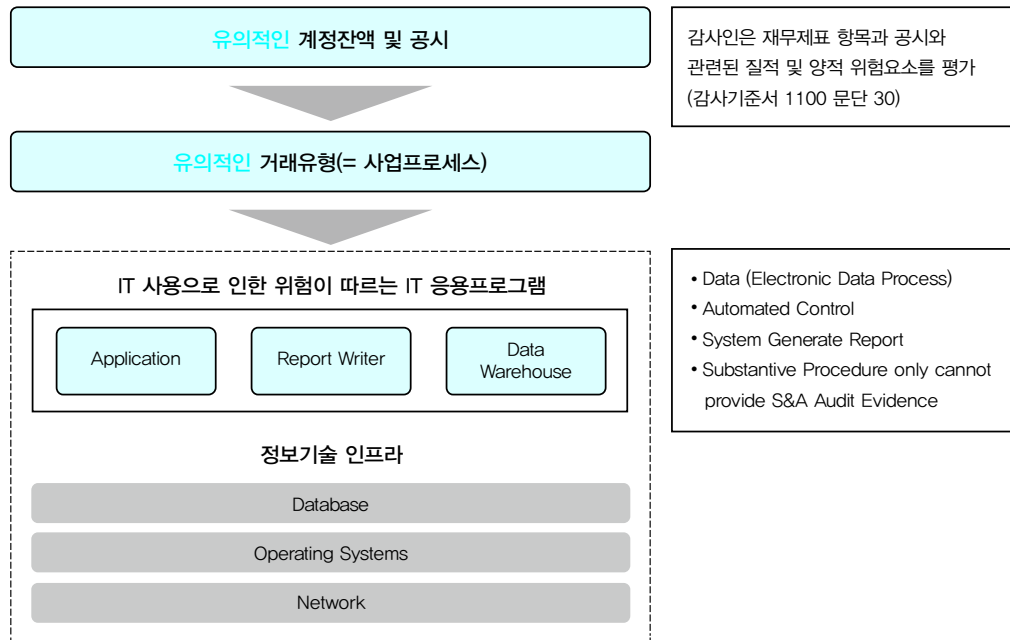 유의적인 계정잔액 및 공시
감사인은 재무제표 항목과 공시와
관련된 질적 및 양적 위험요소를 평가
(감사기준서 1100 문단 30)
유의적인 거래유형(= 사업프로세스)
IT 사용으로 인한 위험이 따르는 IT 응용프로그램
Application
Report Writer
Data
Warehouse
• Data (Electronic Data Process)
• Automated Control
• System Generate Report
• Substantive Procedure only cannot
provide S&A Audit Evidence
정보기술 인프라
Database
Operating Systems
Network